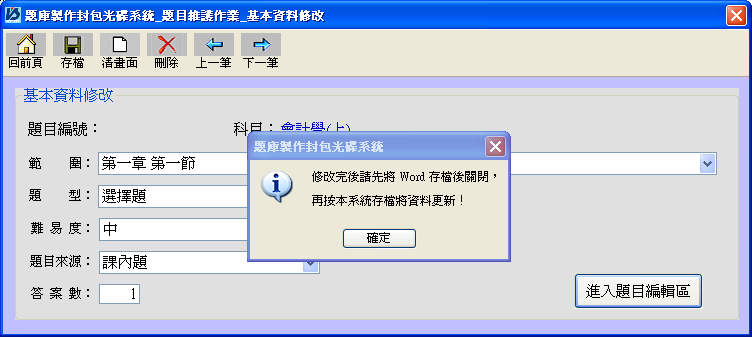 題庫製作封包光碟系統_題目維護作業_基本資料修改
回前頁 存檔 清畫面 刪除 上一筆 下一筆
基本資料修改
題目編號： 科目：會計學(上)
範 圍： 第一章 第一節
題 型： 選擇題
難 易 度： 中
題目來源： 課內題
答 案 數： 1
進入題目編輯區
題庫製作封包光碟系統
修改完後請先將 Word 存檔後關閉，
再按本系統存檔將資料更新！
確定